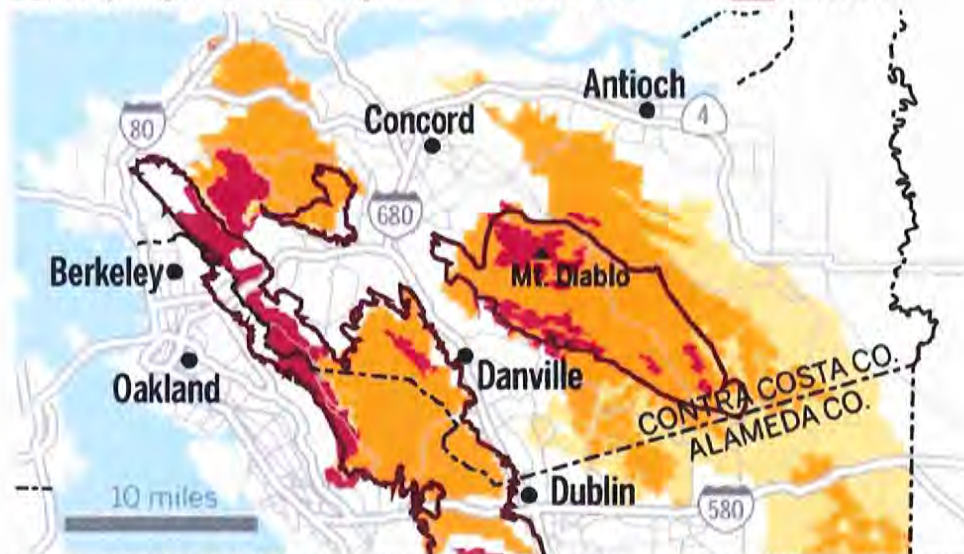 Antioch
80
Concord
4
680
Berkeley
Mt. Diablo
Oakland
Danville
CONTRA COSTA CO.
ALAMEDA CO.
10 miles
Dublin
580